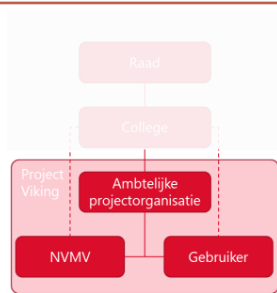 Raad
College
Project
Viking
Ambtelijke
projectorganisatie
NVMV
Gebruiker